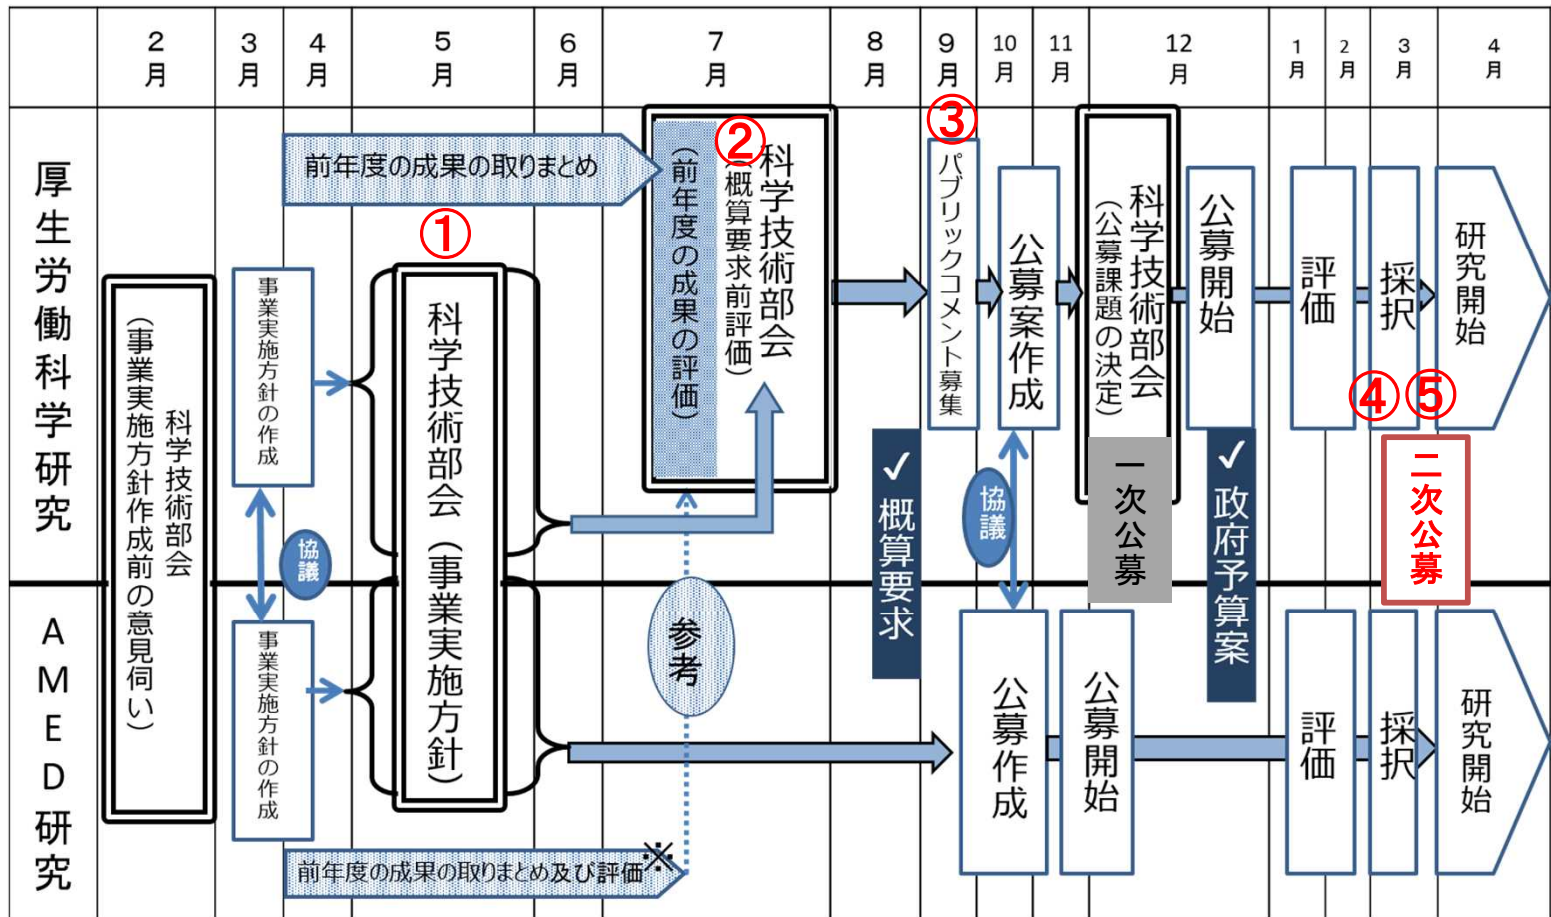 2月
3月
4月
5月
6月
7月
8月
9月
10月
11月
12月
1月
2月
3月
4月
厚生労働科学研究
AMED研究
科学技術部会
（事業実施方針作成前の意見伺い）
事業実施方針の作成
協議
事業実施方針の作成
前年度の成果の取りまとめ
①
科学技術部会（事業実施方針）
前年度の成果の取りまとめ及び評価※
②
科学技術部会
（概算要求前評価）
（前年度の成果の評価）
参考
✓概算要求
③
パブリックコメント募集
公募案作成
協議
公募作成
科学技術部会
（公募課題の決定）
一次公募
公募開始
公募開始
✓政府予算案
評価
採択
④
⑤
研究開始
二次公募
評価
採択
研究開始